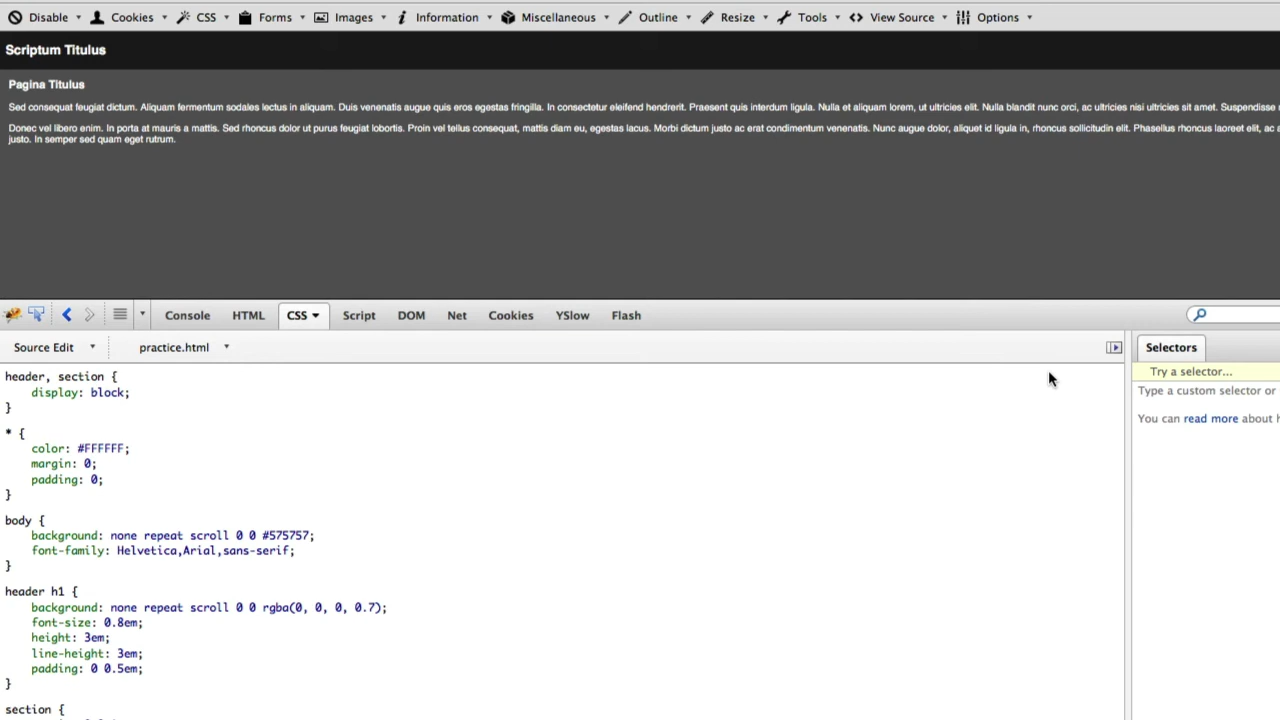 Disable Cookies CSS Forms Images Information Miscellaneous Outline Resize Tools View Source Options
Scriptum Titulus
Pagina Titulus
Sed consequat feugiat dictum. Aliquam fermentum sodales lectus in aliquam. Duis venenatis augue quis eros egestas fringilla. In consectetur eleifend hendrerit. Praesent quis interdum ligula. Nulla et aliquam lorem, ut ultricies elit. Nulla blandit nunc orci, ac ultricies nisi ultricies sit amet. Suspendisse
Donec vel libero enim. In porta at mauris a mattis. Sed rhoncus dolor ut purus feugiat lobortis. Proin vel tellus consequat, mattis diam eu, egestas lacus. Morbi dictum justo ac erat condimentum venenatis. Nunc augue dolor, aliquet id ligula in, rhoncus sollicitudin elit. Phasellus rhoncus laoreet elit, ac
justo. In semper sed quam eget rutrum.
Console HTML CSS Script DOM Net Cookies YSlow Flash
Source Edit practice.html
Selectors
Try a selector...
Type a custom selector or
You can read more about
header, section {
display: block;
}
* {
color: #FFFFFF;
margin: 0;
padding: 0;
}
body {
background: none repeat scroll 0 0 #575757;
font-family: Helvetica,Arial,sans-serif;
}
header h1 {
background: none repeat scroll 0 0 rgba(0, 0, 0, 0.7);
font-size: 0.8em;
height: 3em;
line-height: 3em;
padding: 0 0.5em;
}
section {